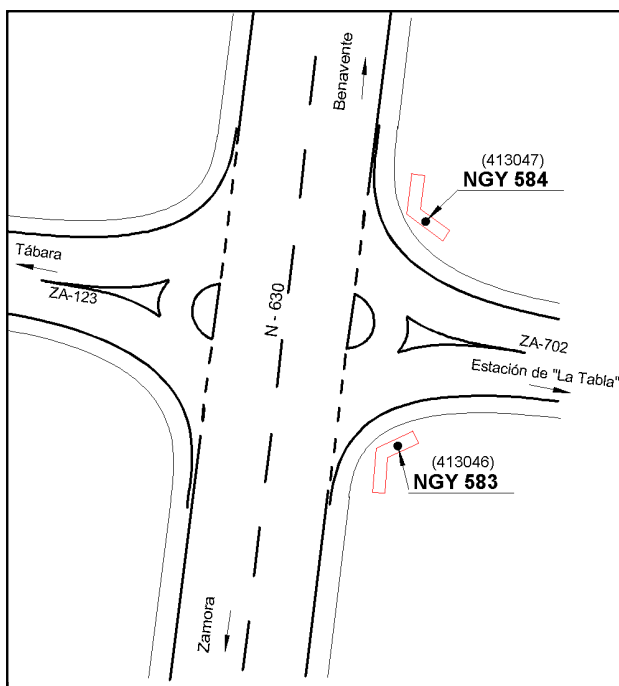 Benavente
(413047)
NGY 584
Tábara
ZA-123
N - 630
ZA-702
Estación de "La Tabla"
(413046)
NGY 583
Zamora